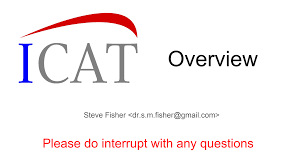 ICAT
Overview
Steve Fisher <dr.s.m.fisher@gmail.com>
Please do interrupt with any questions